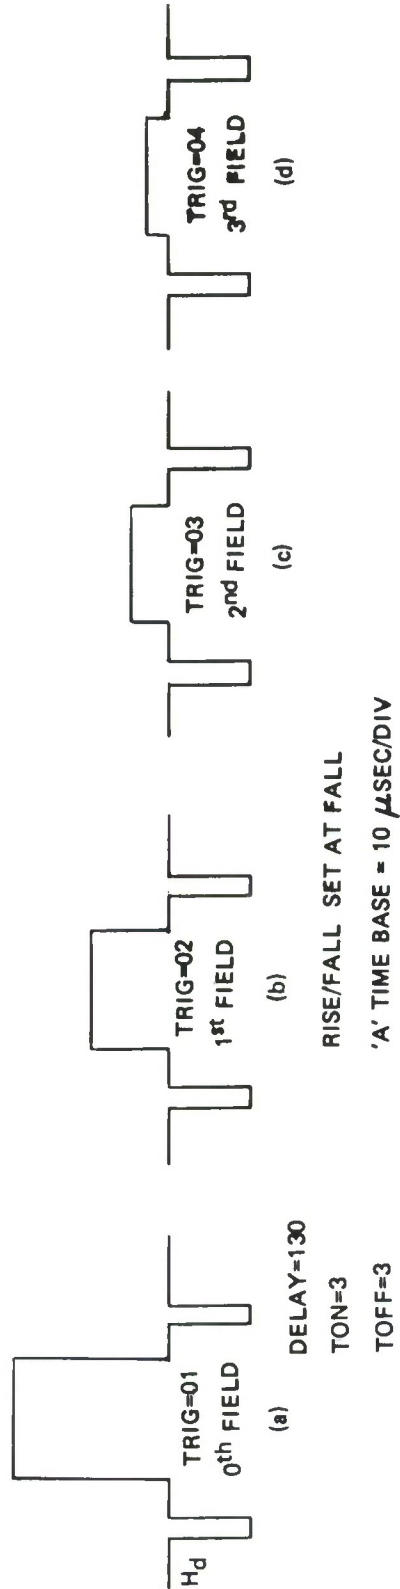 H_d
TRIG=01
0th FIELD
(a)
DELAY=130
TON=3
TOFF=3
TRIG=02
1st FIELD
(b)
RISE/FALL SET AT FALL
'A' TIME BASE = 10 μSEC/DIV
TRIG=03
2nd FIELD
(c)
TRIG=04
3rd FIELD
(d)